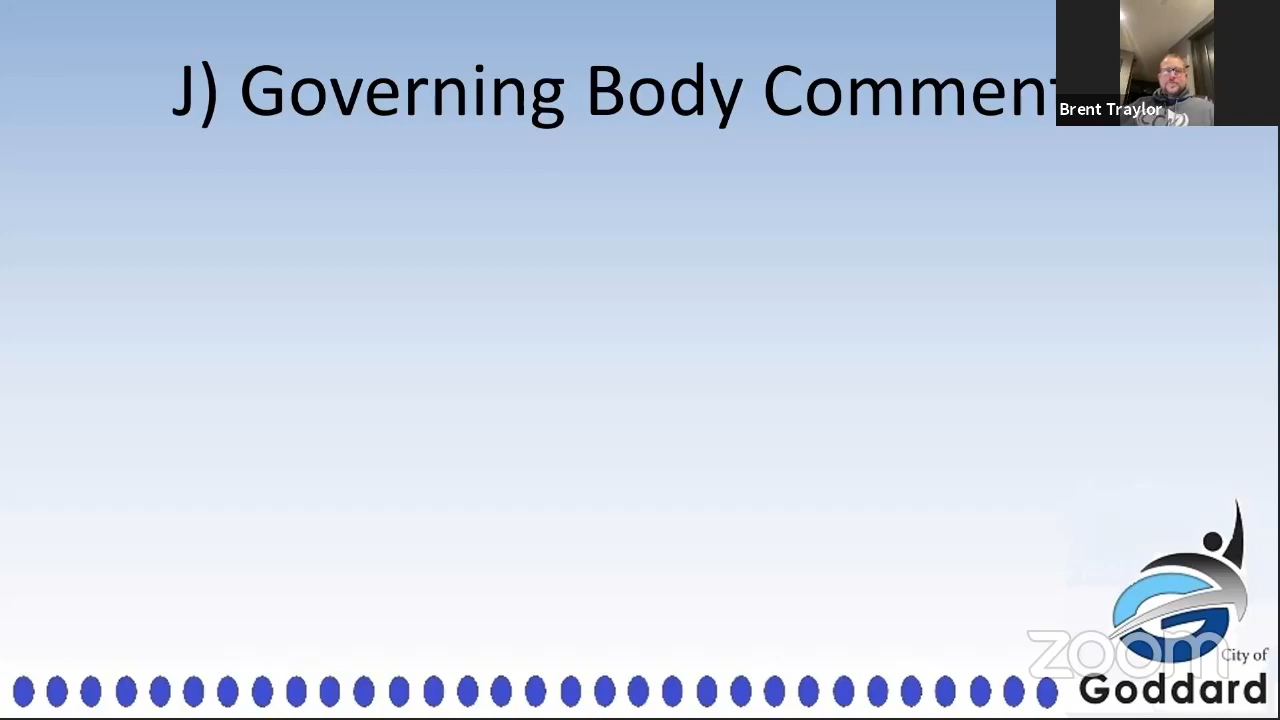 J) Governing Body Comment
Brent Traylor
zoom
City of
Goddard